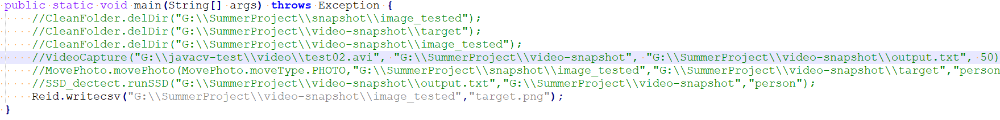 public static void main(String[] args) throws Exception {
//CleanFolder.delDir("G:\\SummerProject\\snapshot\\image_tested");
//CleanFolder.delDir("G:\\SummerProject\\video-snapshot\\target");
//CleanFolder.delDir("G:\\SummerProject\\video-snapshot\\image_tested");
//VideoCapture("G:\\javacv-test\\video\\test02.avi", "G:\\SummerProject\\video-snapshot", "G:\\SummerProject\\video-snapshot\\output.txt", 50)
//MovePhoto.movePhoto(MovePhoto.moveType.PHOTO,"G:\\SummerProject\\snapshot\\image_tested","G:\\SummerProject\\video-snapshot\\target","person
//SSD_dectect.runSSD("G:\\SummerProject\\video-snapshot\\output.txt","G:\\SummerProject\\video-snapshot","person");
Reid.writecsv("G:\\SummerProject\\video-snapshot\\image_tested","target.png");
}